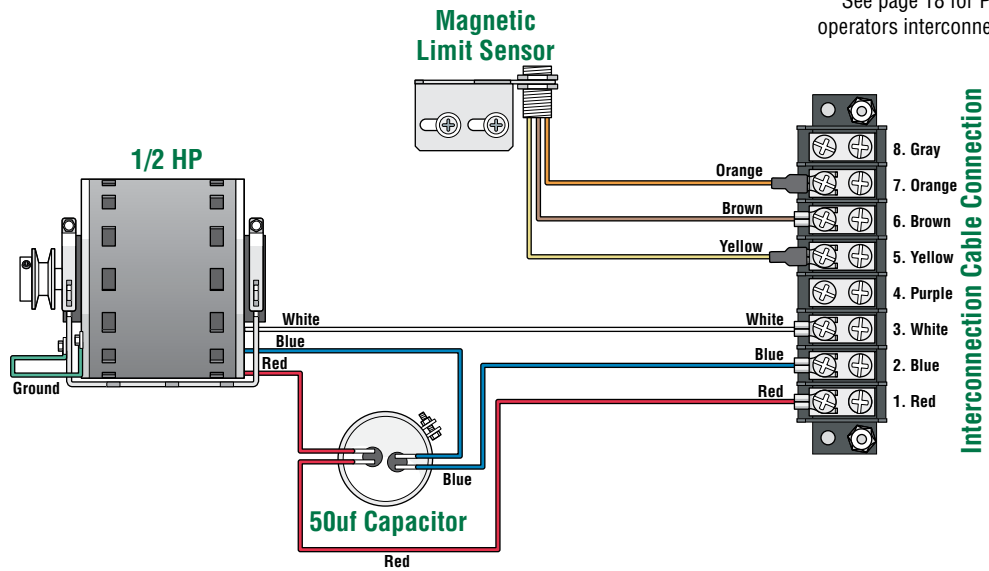 See page 18 for P
operators interconne
Magnetic
Limit Sensor
1/2 HP
Orange
Brown
Yellow
White
White
Blue
Blue
Red
Red
Ground
Blue
50uf Capacitor
Red
8. Gray
7. Orange
6. Brown
5. Yellow
4. Purple
3. White
2. Blue
1. Red
Interconnection Cable Connection